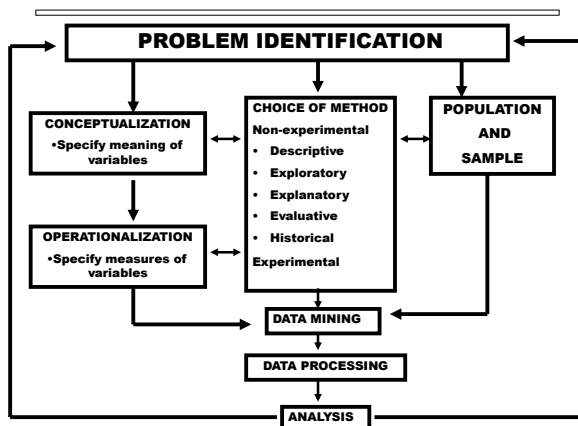 PROBLEM IDENTIFICATION
CONCEPTUALIZATION
•Specify meaning of
variables
OPERATIONALIZATION
•Specify measures of
variables
CHOICE OF METHOD
Non-experimental
• Descriptive
• Exploratory
• Explanatory
• Evaluative
• Historical
Experimental
POPULATION
AND
SAMPLE
DATA MINING
DATA PROCESSING
ANALYSIS